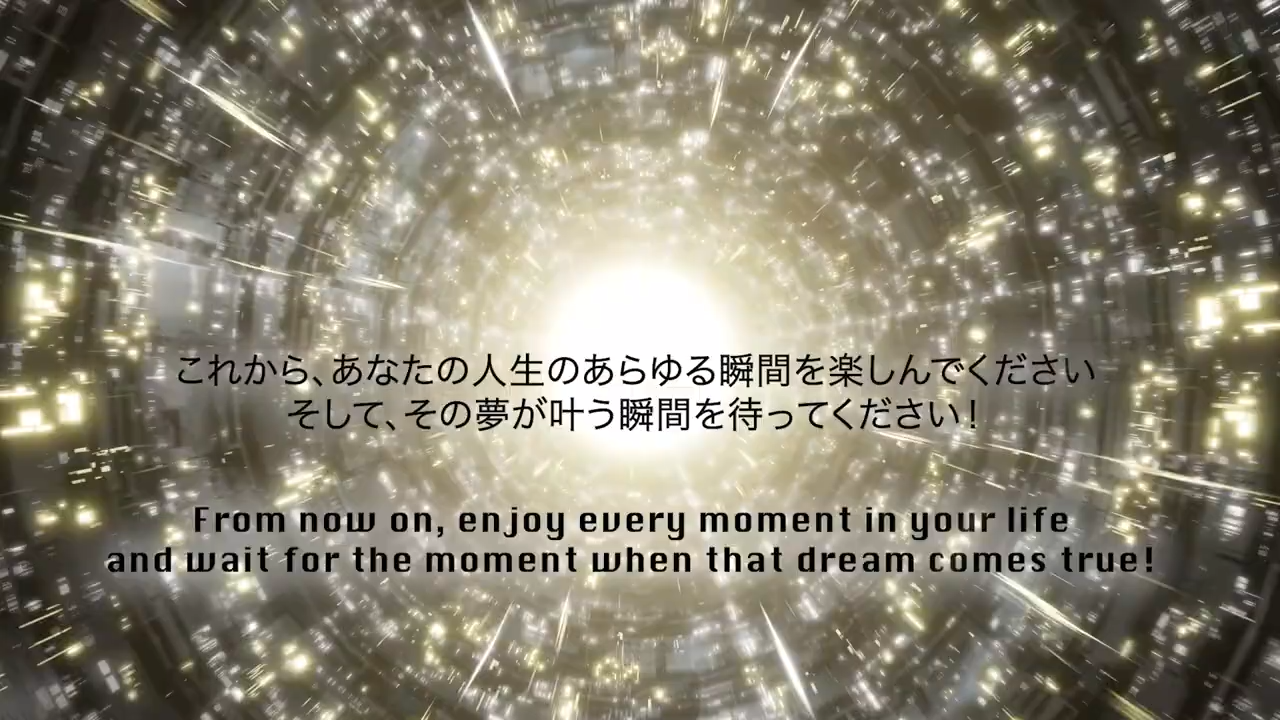 これから、あなたの人生のあらゆる瞬間を楽しんでください
そして、その夢が叶う瞬間を待ってください！
From now on, enjoy every moment in your life
and wait for the moment when that dream comes true!